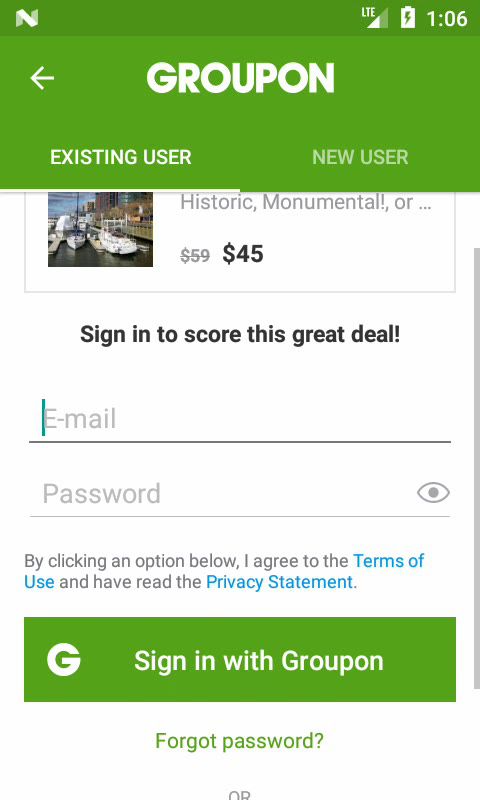 LTE 1:06
GROUPON
EXISTING USER NEW USER
Historic, Monumental!, or ...
$59 $45
Sign in to score this great deal!
E-mail
Password
By clicking an option below, I agree to the Terms of
Use and have read the Privacy Statement.
G Sign in with Groupon
Forgot password?
OR